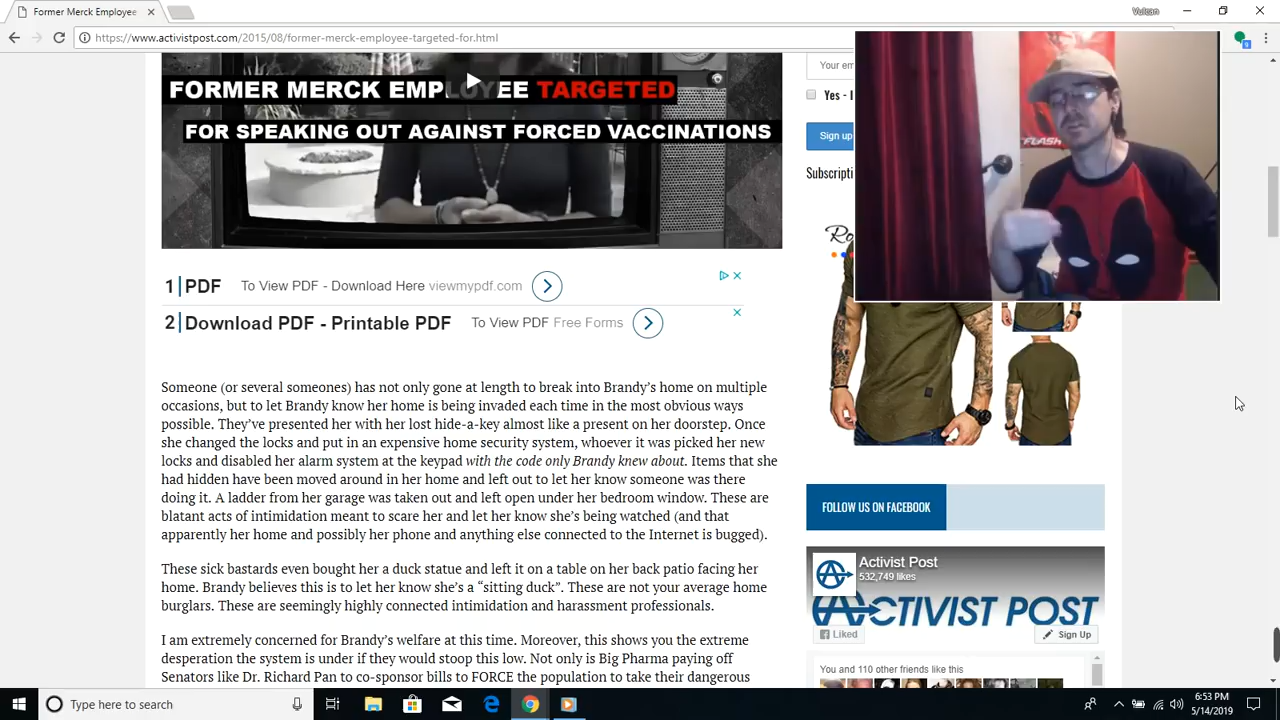 Former Merck Employee
Vulcan
https://www.activistpost.com/2015/08/former-merck-employee-targeted-for.html
FORMER MERCK EMPLOYEE TARGETED
FOR SPEAKING OUT AGAINST FORCED VACCINATIONS
1 PDF To View PDF - Download Here viewmypdf.com
2 Download PDF - Printable PDF To View PDF Free Forms
Someone (or several someones) has not only gone at length to break into Brandy's home on multiple
occasions, but to let Brandy know her home is being invaded each time in the most obvious ways
possible. They've presented her with her lost hide-a-key almost like a present on her doorstep. Once
she changed the locks and put in an expensive home security system, whoever it was picked her new
locks and disabled her alarm system at the keypad with the code only Brandy knew about. Items that she
had hidden have been moved around in her home and left out to let her know someone was there
doing it. A ladder from her garage was taken out and left open under her bedroom window. These are
blatant acts of intimidation meant to scare her and let her know she's being watched (and that
apparently her home and possibly her phone and anything else connected to the Internet is bugged).
These sick bastards even bought her a duck statue and left it on a table on her back patio facing her
home. Brandy believes this is to let her know she's a “sitting duck”. These are not your average home
burglars. These are seemingly highly connected intimidation and harassment professionals.
I am extremely concerned for Brandy's welfare at this time. Moreover, this shows you the extreme
desperation the system is under if they would stoop this low. Not only is Big Pharma paying off
Senators like Dr. Richard Pan to co-sponsor bills to FORCE the population to take their dangerous
Your em
Yes - I
Sign up
Subscripti
FLASH
Ro
FOLLOW US ON FACEBOOK
Activist Post
532,749 likes
ACTIVIST POST
Liked
Sign Up
You and 110 other friends like this
Type here to search
6:53 PM
5/14/2019